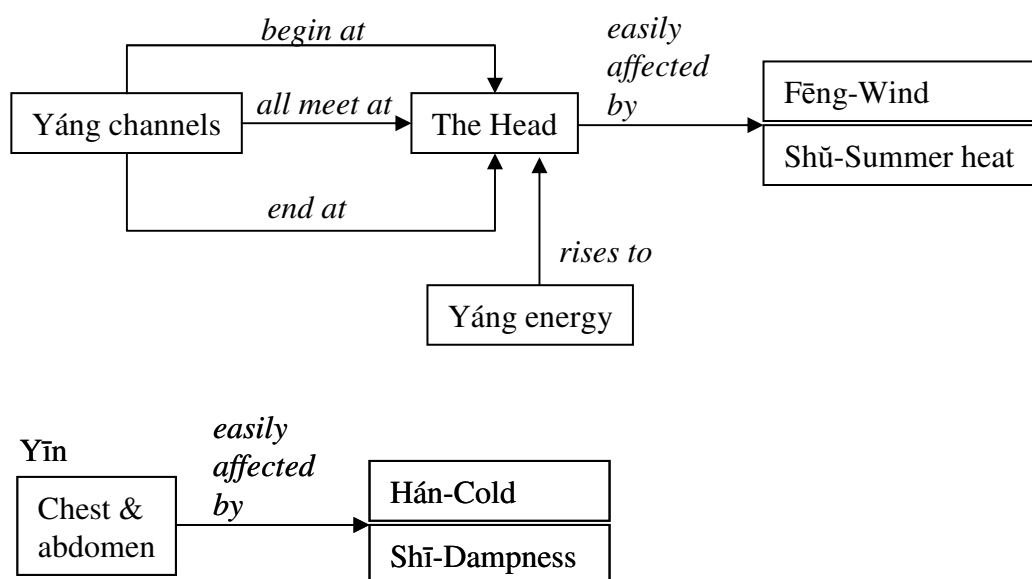 begin at
easily
affected
by
Yáng channels
all meet at
The Head
Fēng-Wind
Shŭ-Summer heat
end at
rises to
Yáng energy
Yīn
easily
affected
by
Chest &
abdomen
Hán-Cold
Shī-Dampness